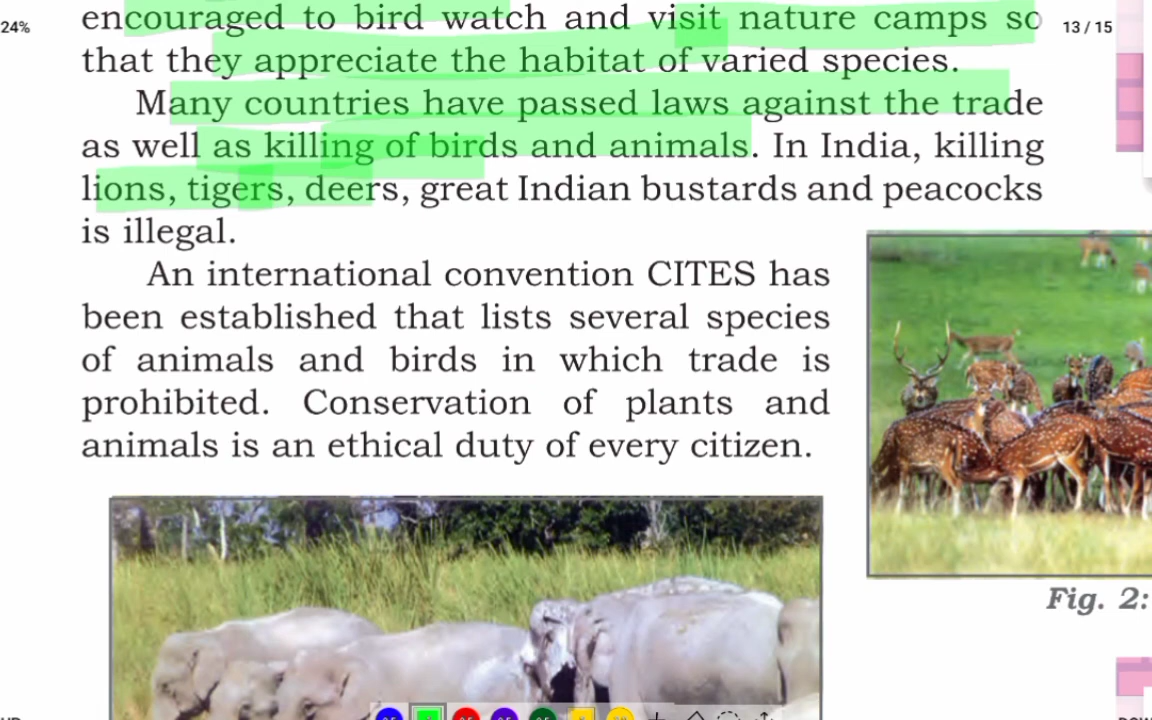 24%
encouraged to bird watch and visit nature camps so
13 / 15
that they appreciate the habitat of varied species.
Many countries have passed laws against the trade
as well as killing of birds and animals. In India, killing
lions, tigers, deers, great Indian bustards and peacocks
is illegal.
An international convention CITES has
been established that lists several species
of animals and birds in which trade is
prohibited. Conservation of plants and
animals is an ethical duty of every citizen.
Fig. 2: